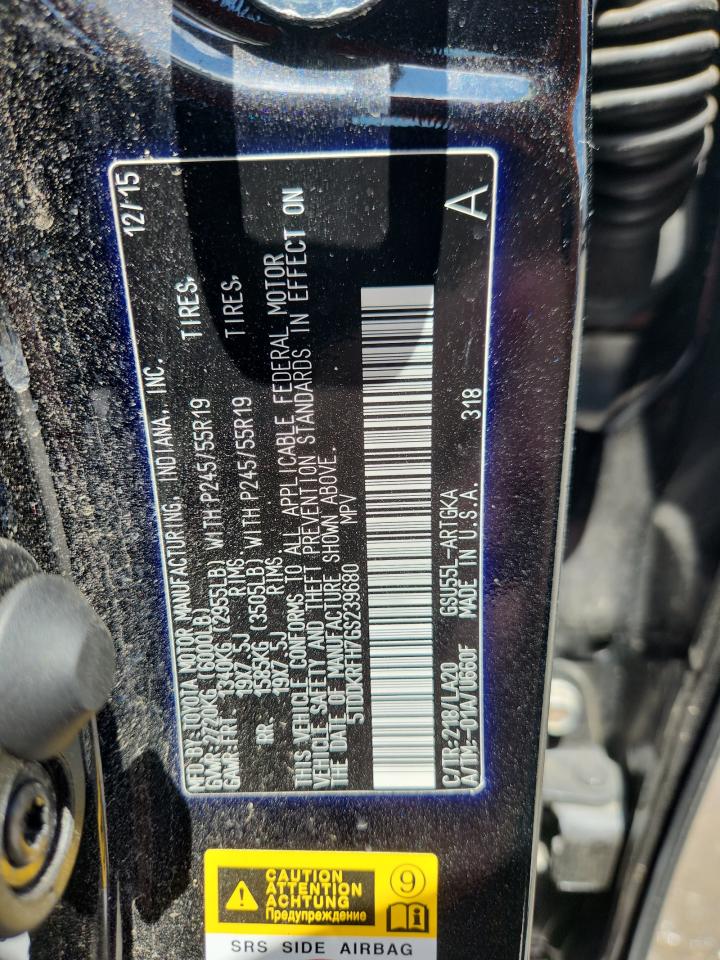 MFD BY:TOYOTA MOTOR MANUFACTURING, INDIANA, INC. 12/15
GVWR:2720KG (6000LB)
GAWR:FRT 1340KG (2955LB) WITH P245/55R19 TIRES,
19X7.5J RIMS,
RR. 1585KG (3505LB) WITH P245/55R19 TIRES,
19X7.5J RIMS
THIS VEHICLE CONFORMS TO ALL APPLICABLE FEDERAL MOTOR
VEHICLE SAFETY AND THEFT PREVENTION STANDARDS IN EFFECT ON
THE DATE OF MANUFACTURE SHOWN ABOVE.
5TDDKRFH7GS239680 MPV
C/TR:218/LA20 GSU55L-ARTGKA
A/TM:-01A/U660F MADE IN U.S.A. 318 A
CAUTION
ATTENTION
ACHTUNG
Предупреждение
9
SRS SIDE AIRBAG